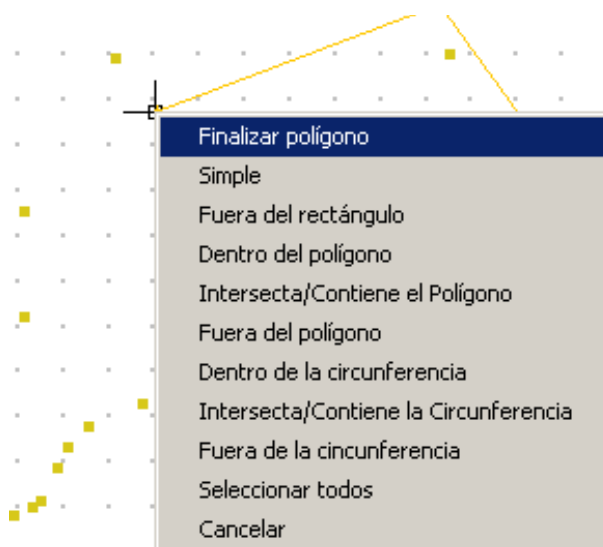 Finalizar polígono
Simple
Fuera del rectángulo
Dentro del polígono
Intersecta/Contiene el Polígono
Fuera del polígono
Dentro de la circunferencia
Intersecta/Contiene la Circunferencia
Fuera de la cincunferencia
Seleccionar todos
Cancelar